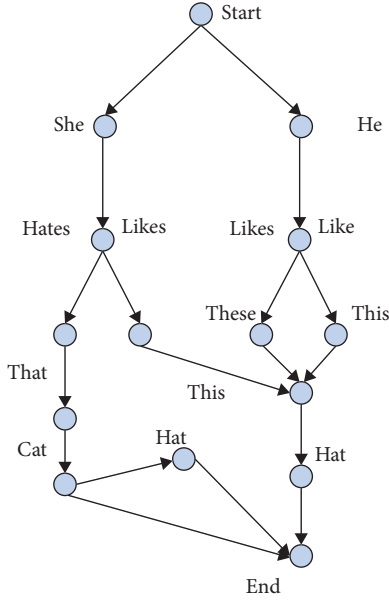 Start
She
He
Hates
Likes
Likes
Like
These
This
That
This
Cat
Hat
Hat
End